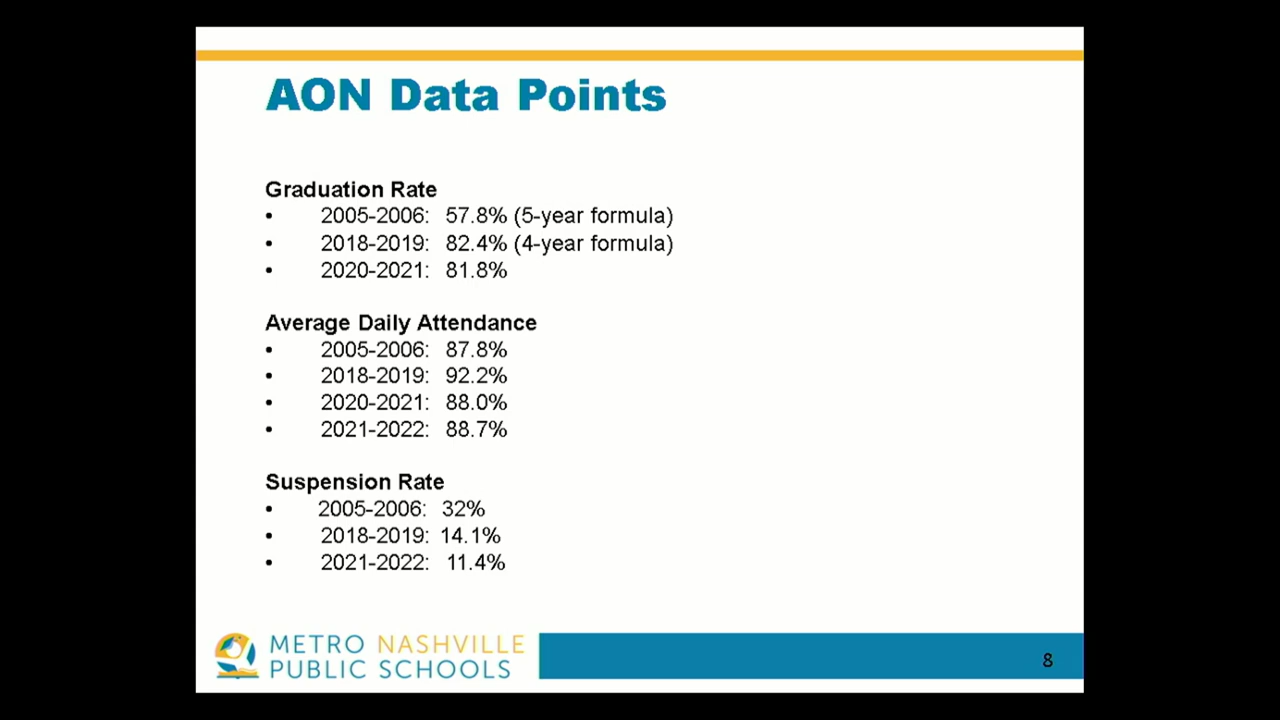 AON Data Points
Graduation Rate
• 2005-2006: 57.8% (5-year formula)
• 2018-2019: 82.4% (4-year formula)
• 2020-2021: 81.8%
Average Daily Attendance
• 2005-2006: 87.8%
• 2018-2019: 92.2%
• 2020-2021: 88.0%
• 2021-2022: 88.7%
Suspension Rate
• 2005-2006: 32%
• 2018-2019: 14.1%
• 2021-2022: 11.4%
METRO NASHVILLE
PUBLIC SCHOOLS
8